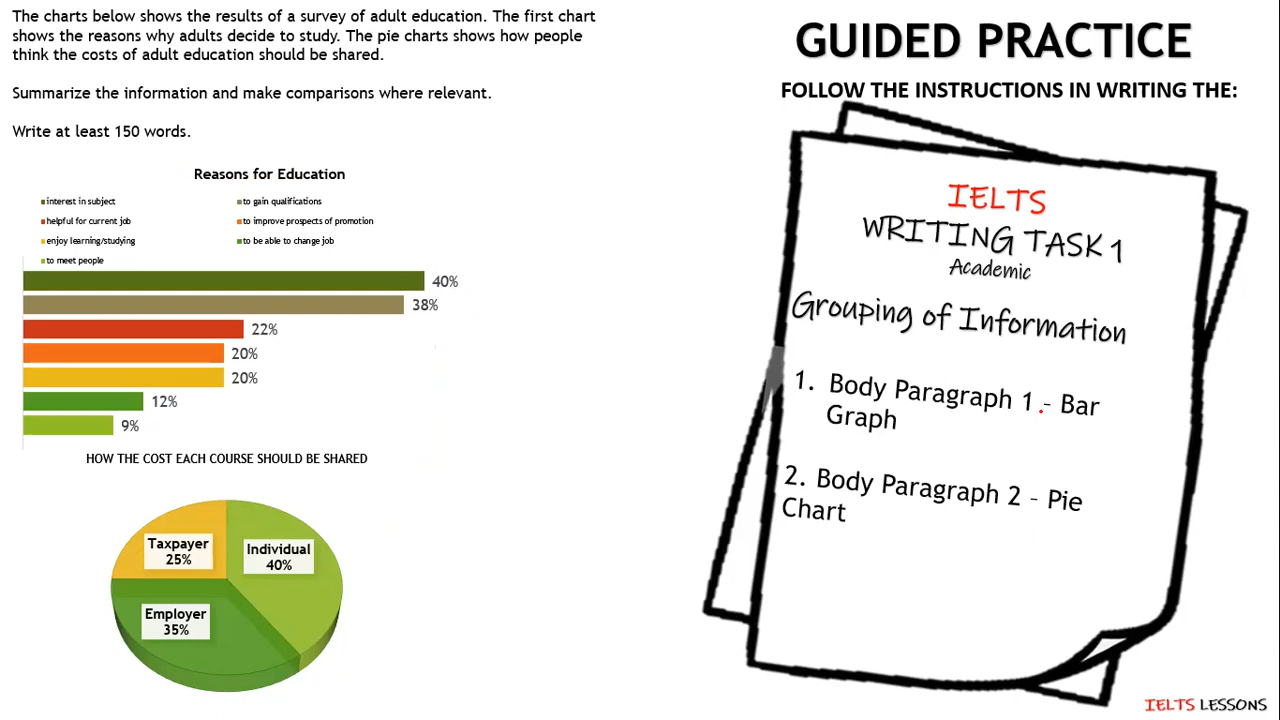 The charts below shows the results of a survey of adult education. The first chart
shows the reasons why adults decide to study. The pie charts shows how people
think the costs of adult education should be shared.
Summarize the information and make comparisons where relevant.
Write at least 150 words.
Reasons for Education
interest in subject
to gain qualifications
helpful for current job
to improve prospects of promotion
enjoy learning/studying
to be able to change job
to meet people
40%
38%
22%
20%
20%
12%
9%
HOW THE COST EACH COURSE SHOULD BE SHARED
Taxpayer
25%
Individual
40%
Employer
35%
GUIDED PRACTICE
FOLLOW THE INSTRUCTIONS IN WRITING THE:
IELTS
WRITING TASK 1
Academic
Grouping of Information
1. Body Paragraph 1 - Bar
Graph
2. Body Paragraph 2 - Pie
Chart
IELTS LESSONS